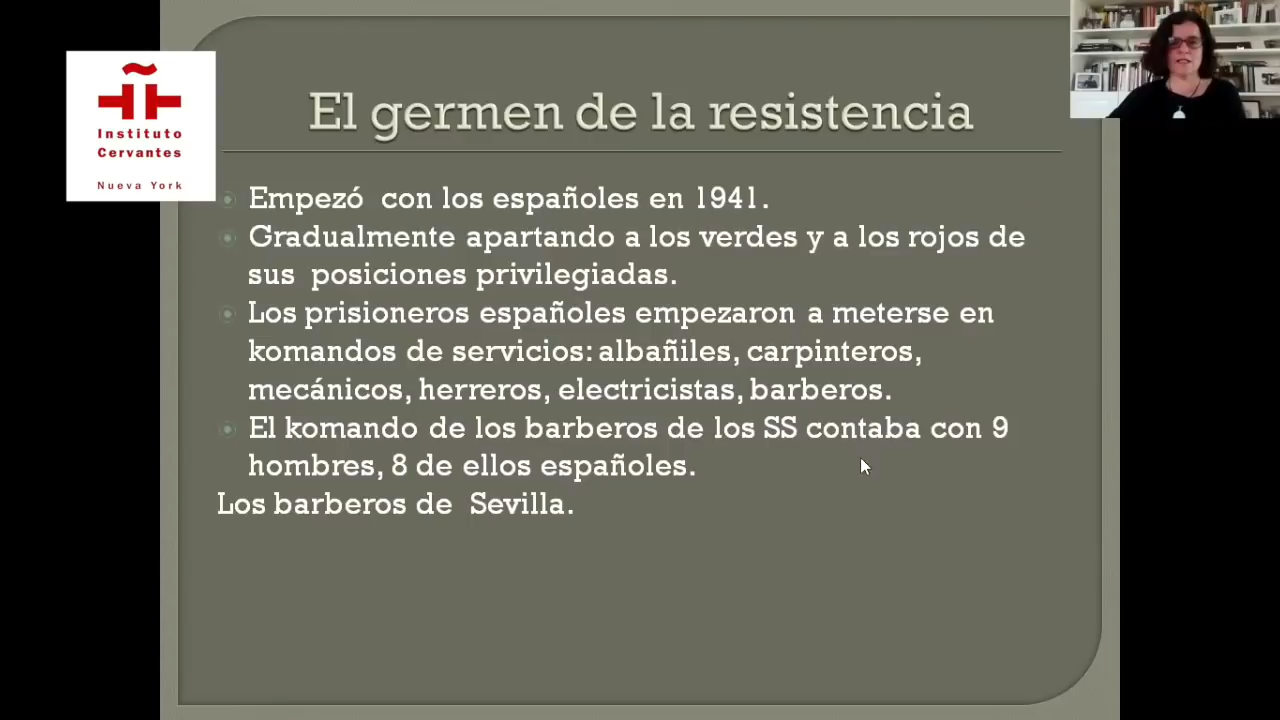 Instituto
Cervantes
Nueva York
El germen de la resistencia
Empezó con los españoles en 1941.
Gradualmente apartando a los verdes y a los rojos de
sus posiciones privilegiadas.
Los prisioneros españoles empezaron a meterse en
komandos de servicios: albañiles, carpinteros,
mecánicos, herreros, electricistas, barberos.
El komando de los barberos de los SS contaba con 9
hombres, 8 de ellos españoles.
Los barberos de Sevilla.